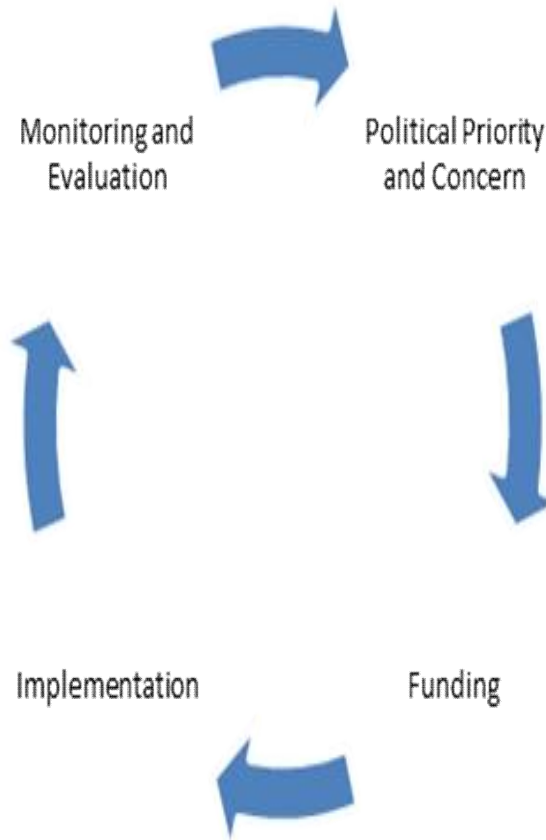 Monitoring and
Evaluation
Political Priority
and Concern
Implementation
Funding